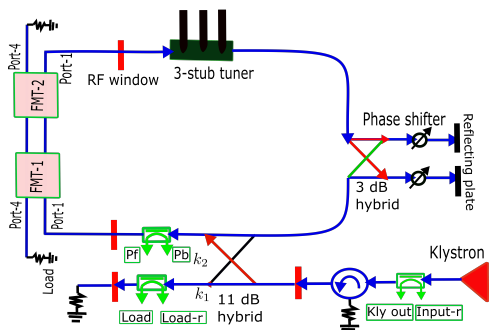 Port-4
Port-1
RF window
3-stub tuner
FMT-2
Phase shifter
Reflecting plate
3 dB
hybrid
FMT-1
Port-4
Port-1
Pf
Pb
k₂
Klystron
Load
k₁
11 dB
hybrid
Load
Load-r
Kly out
Input-r